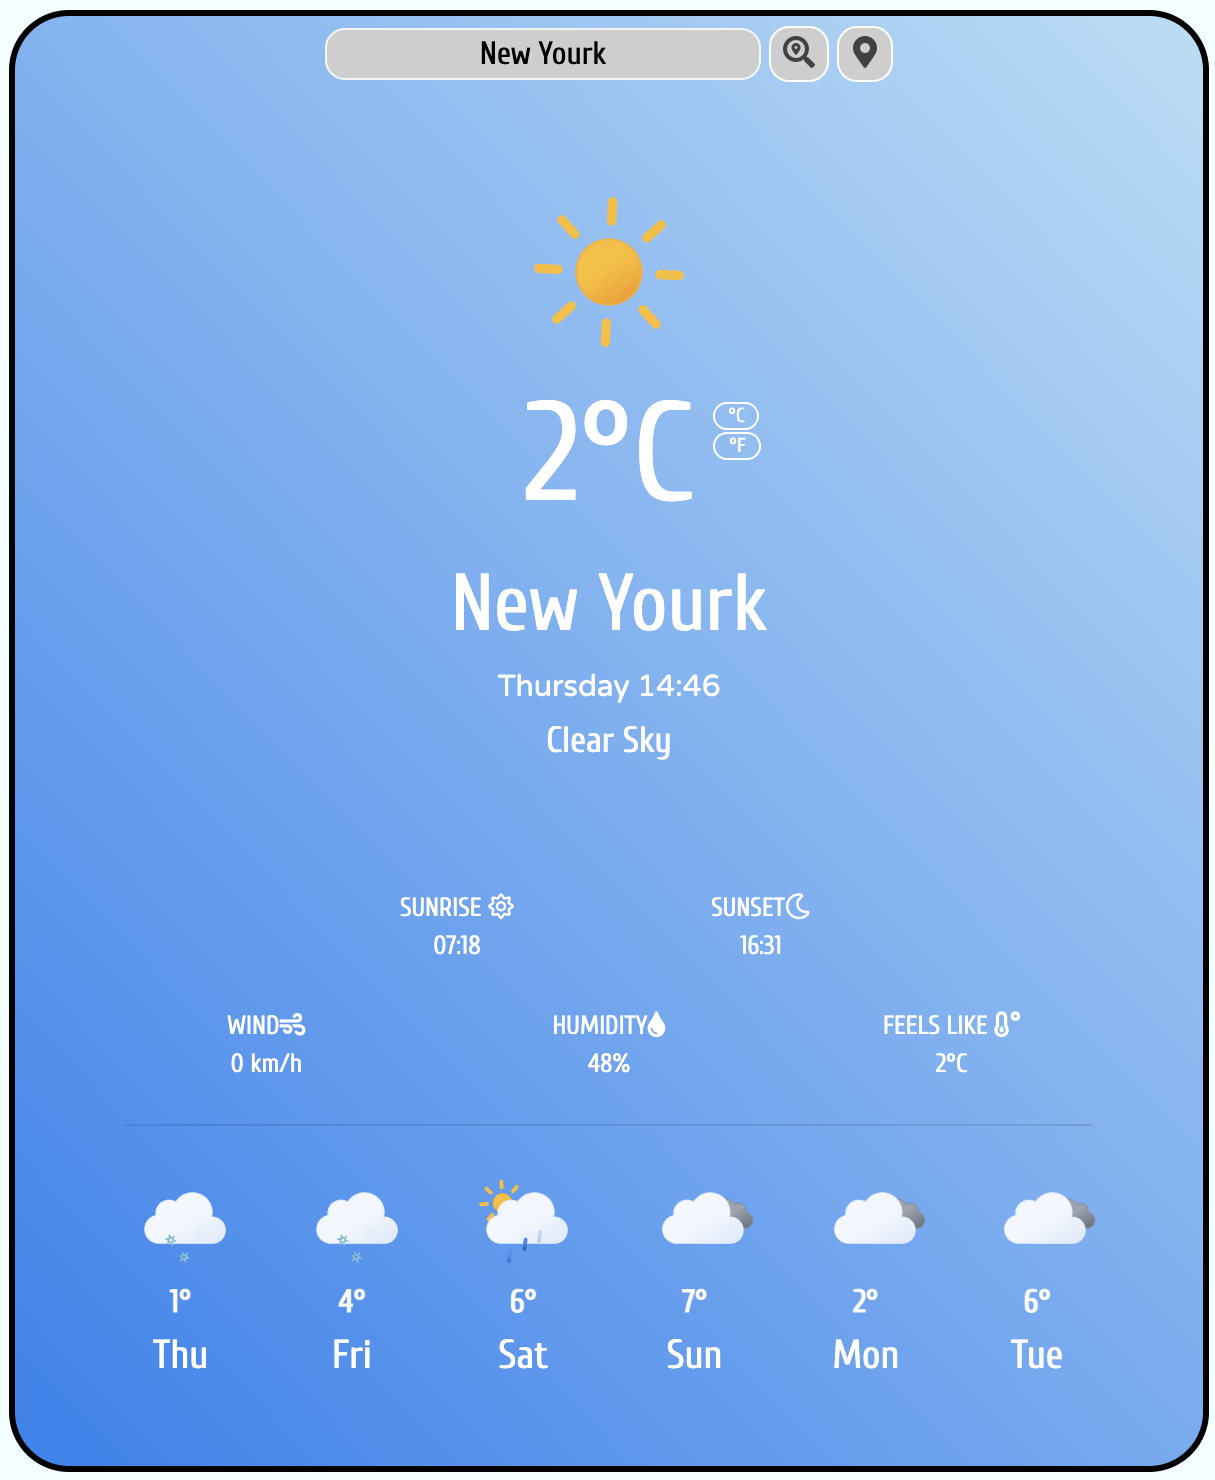 New Yourk
2°C
°C
°F
New Yourk
Thursday 14:46
Clear Sky
SUNRISE SUNSET
07:18 16:31
WIND HUMIDITY FEELS LIKE
0 km/h 48% 2°C
1° 4° 6° 7° 2° 6°
Thu Fri Sat Sun Mon Tue